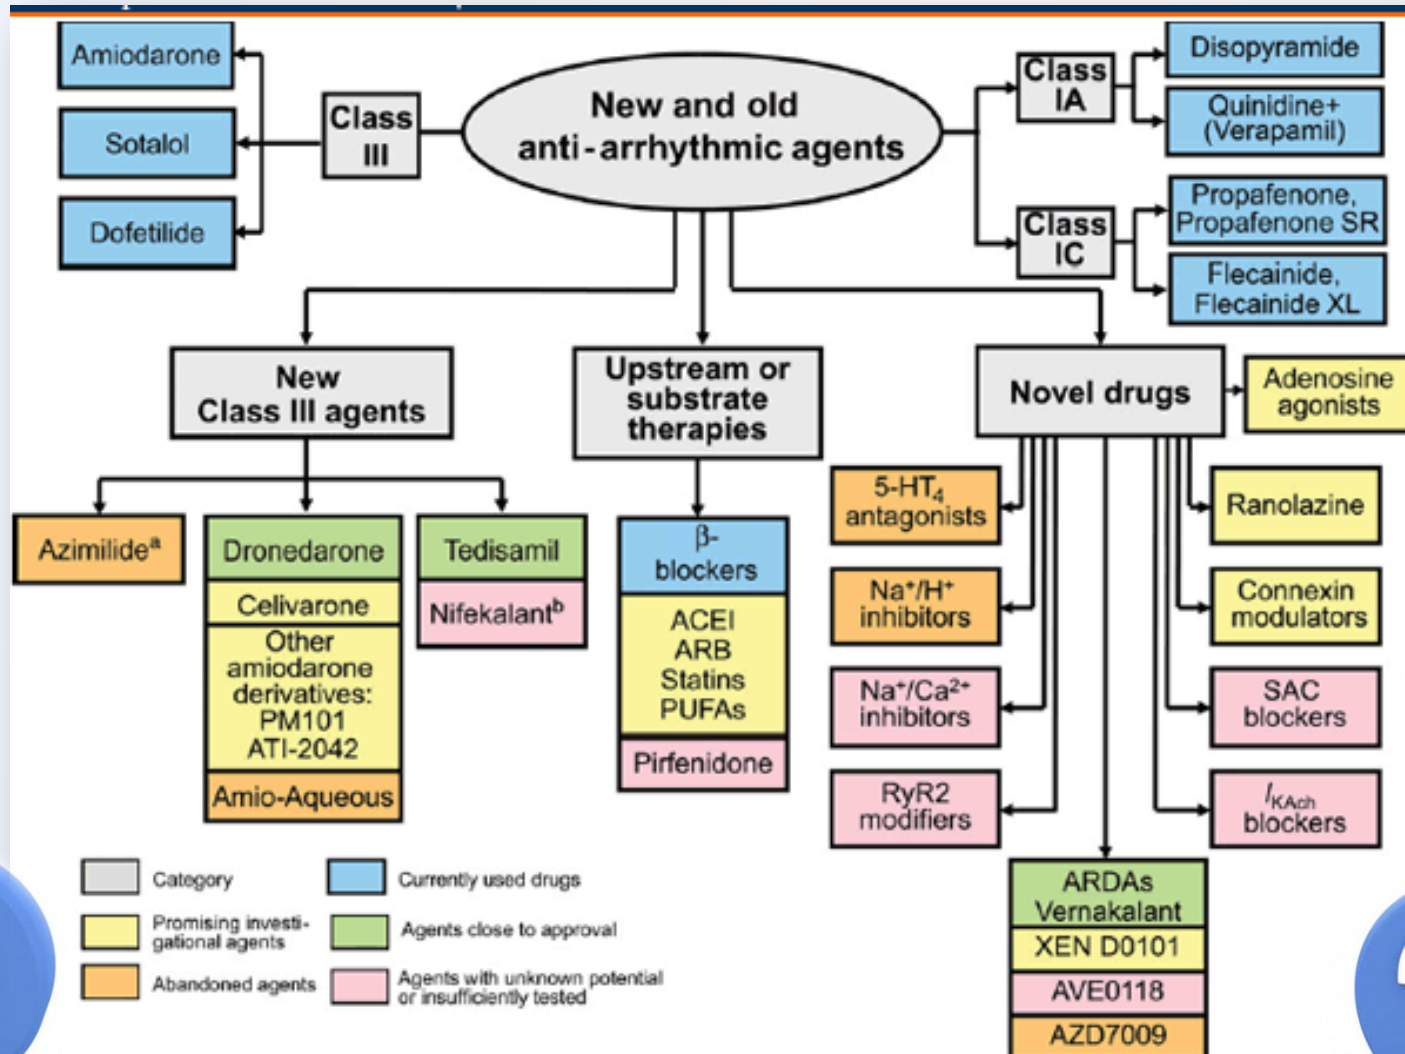 Amiodarone
Sotalol
Dofetilide
Class
III
New and old
anti-arrhythmic agents
Class
IA
Disopyramide
Quinidine+
(Verapamil)
Class
IC
Propafenone,
Propafenone SR
Flecainide,
Flecainide XL
New
Class III agents
Upstream or
substrate
therapies
Novel drugs
Adenosine
agonists
Azimilideᵃ
Dronedarone
Celivarone
Other
amiodarone
derivatives:
PM101
ATI-2042
Amio-Aqueous
Tedisamil
Nifekalantᵇ
β-
blockers
ACEI
ARB
Statins
PUFAs
Pirfenidone
5-HT₄
antagonists
Na⁺/H⁺
inhibitors
Na⁺/Ca²⁺
inhibitors
RyR2
modifiers
Ranolazine
Connexin
modulators
SAC
blockers
IKAch
blockers
ARDAs
Vernakalant
XEN D0101
AVE0118
AZD7009
Category
Currently used drugs
Promising investi-
gational agents
Agents close to approval
Abandoned agents
Agents with unknown potential
or insufficiently tested